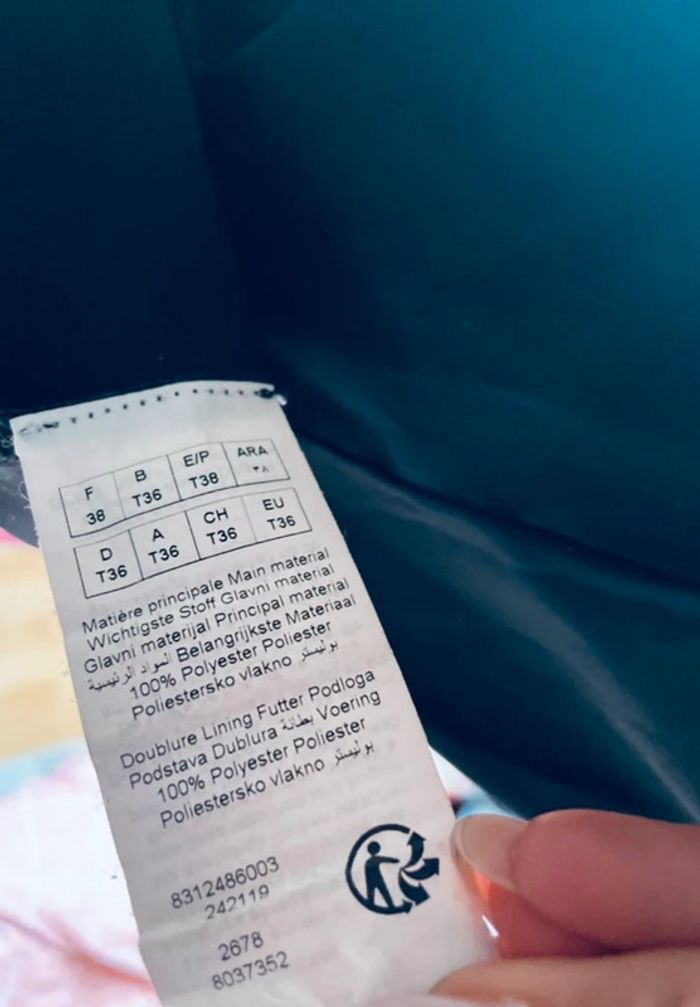 F B E/P ARA
38 T36 T38 ٣٨
D A CH EU
T36 T36 T36 T36
Matière principale Main material
Wichtigste Stoff Glavni material
Glavni materijal Principal material
المواد الرئيسية Belangrijkste Materiaal
100% Polyester Poliester
Poliestersko vlakno بوليستر
Doublure Lining Futter Podloga
Podstava Dublura بطانة Voering
100% Polyester Poliester
Poliestersko vlakno بوليستر
8312486003
242119
2678
8037352